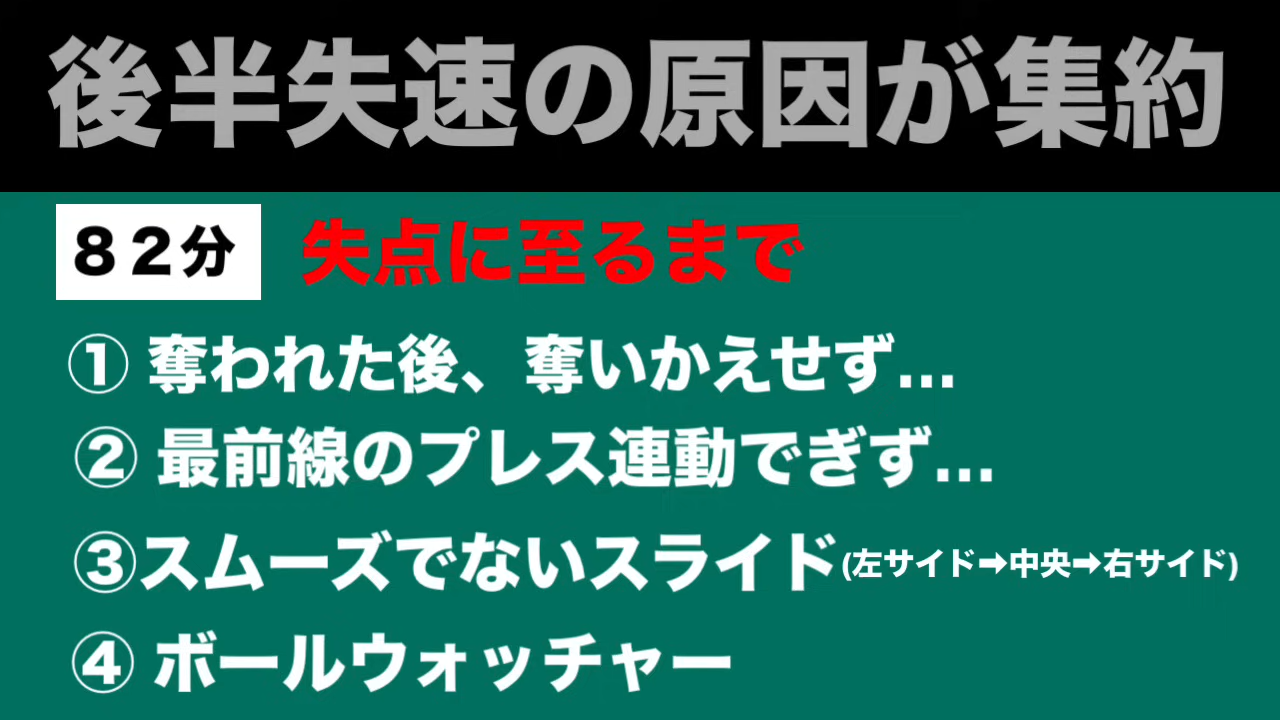 後半失速の原因が集約
８２分 失点に至るまで
① 奪われた後、奪いかえせず...
② 最前線のプレス連動でぎず...
③スムーズでないスライド(左サイド➡中央➡右サイド)
④ ボールウォッチャー